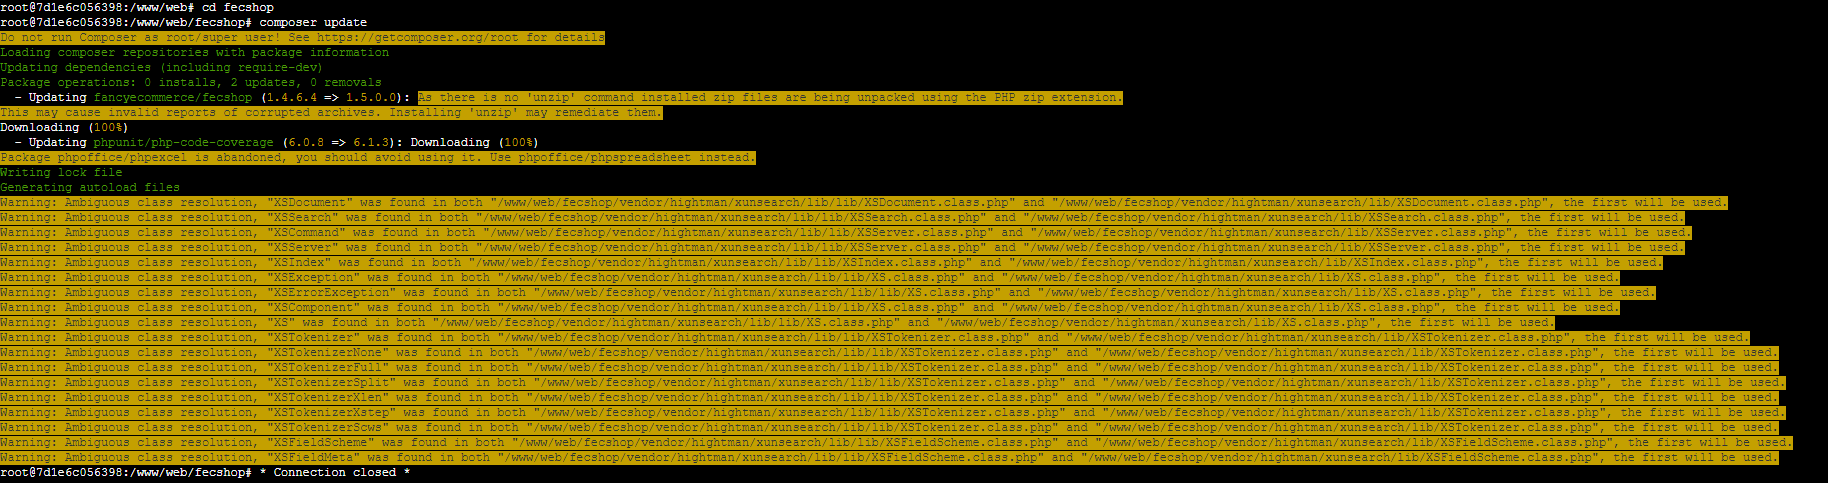 root@7d1e6c056398:/www/web# cd fecshop
root@7d1e6c056398:/www/web/fecshop# composer update
Do not run Composer as root/super user! See https://getcomposer.org/root for details
Loading composer repositories with package information
Updating dependencies (including require-dev)
Package operations: 0 installs, 2 updates, 0 removals
  - Updating fancyecommerce/fecshop (1.4.6.4 => 1.5.0.0): As there is no 'unzip' command installed zip files are being unpacked using the PHP zip extension.
This may cause invalid reports of corrupted archives. Installing 'unzip' may remediate them.
Downloading (100%)
  - Updating phpunit/php-code-coverage (6.0.8 => 6.1.3): Downloading (100%)
Package phpoffice/phpexcel is abandoned, you should avoid using it. Use phpoffice/phpspreadsheet instead.
Writing lock file
Generating autoload files
Warning: Ambiguous class resolution, "XSDocument" was found in both "/www/web/fecshop/vendor/hightman/xunsearch/lib/lib/XSDocument.class.php" and "/www/web/fecshop/vendor/hightman/xunsearch/lib/XSDocument.class.php", the first will be used.
Warning: Ambiguous class resolution, "XSSearch" was found in both "/www/web/fecshop/vendor/hightman/xunsearch/lib/lib/XSSearch.class.php" and "/www/web/fecshop/vendor/hightman/xunsearch/lib/XSSearch.class.php", the first will be used.
Warning: Ambiguous class resolution, "XSCommand" was found in both "/www/web/fecshop/vendor/hightman/xunsearch/lib/lib/XSServer.class.php" and "/www/web/fecshop/vendor/hightman/xunsearch/lib/XSServer.class.php", the first will be used.
Warning: Ambiguous class resolution, "XSServer" was found in both "/www/web/fecshop/vendor/hightman/xunsearch/lib/lib/XSServer.class.php" and "/www/web/fecshop/vendor/hightman/xunsearch/lib/XSServer.class.php", the first will be used.
Warning: Ambiguous class resolution, "XSIndex" was found in both "/www/web/fecshop/vendor/hightman/xunsearch/lib/lib/XSIndex.class.php" and "/www/web/fecshop/vendor/hightman/xunsearch/lib/XSIndex.class.php", the first will be used.
Warning: Ambiguous class resolution, "XSException" was found in both "/www/web/fecshop/vendor/hightman/xunsearch/lib/lib/XS.class.php" and "/www/web/fecshop/vendor/hightman/xunsearch/lib/XS.class.php", the first will be used.
Warning: Ambiguous class resolution, "XSErrorException" was found in both "/www/web/fecshop/vendor/hightman/xunsearch/lib/lib/XS.class.php" and "/www/web/fecshop/vendor/hightman/xunsearch/lib/XS.class.php", the first will be used.
Warning: Ambiguous class resolution, "XSComponent" was found in both "/www/web/fecshop/vendor/hightman/xunsearch/lib/lib/XS.class.php" and "/www/web/fecshop/vendor/hightman/xunsearch/lib/XS.class.php", the first will be used.
Warning: Ambiguous class resolution, "XS" was found in both "/www/web/fecshop/vendor/hightman/xunsearch/lib/lib/XS.class.php" and "/www/web/fecshop/vendor/hightman/xunsearch/lib/XS.class.php", the first will be used.
Warning: Ambiguous class resolution, "XSTokenizer" was found in both "/www/web/fecshop/vendor/hightman/xunsearch/lib/lib/XSTokenizer.class.php" and "/www/web/fecshop/vendor/hightman/xunsearch/lib/XSTokenizer.class.php", the first will be used.
Warning: Ambiguous class resolution, "XSTokenizerNone" was found in both "/www/web/fecshop/vendor/hightman/xunsearch/lib/lib/XSTokenizer.class.php" and "/www/web/fecshop/vendor/hightman/xunsearch/lib/XSTokenizer.class.php", the first will be used.
Warning: Ambiguous class resolution, "XSTokenizerFull" was found in both "/www/web/fecshop/vendor/hightman/xunsearch/lib/lib/XSTokenizer.class.php" and "/www/web/fecshop/vendor/hightman/xunsearch/lib/XSTokenizer.class.php", the first will be used.
Warning: Ambiguous class resolution, "XSTokenizerSplit" was found in both "/www/web/fecshop/vendor/hightman/xunsearch/lib/lib/XSTokenizer.class.php" and "/www/web/fecshop/vendor/hightman/xunsearch/lib/XSTokenizer.class.php", the first will be used.
Warning: Ambiguous class resolution, "XSTokenizerXlen" was found in both "/www/web/fecshop/vendor/hightman/xunsearch/lib/lib/XSTokenizer.class.php" and "/www/web/fecshop/vendor/hightman/xunsearch/lib/XSTokenizer.class.php", the first will be used.
Warning: Ambiguous class resolution, "XSTokenizerXstep" was found in both "/www/web/fecshop/vendor/hightman/xunsearch/lib/lib/XSTokenizer.class.php" and "/www/web/fecshop/vendor/hightman/xunsearch/lib/XSTokenizer.class.php", the first will be used.
Warning: Ambiguous class resolution, "XSTokenizerScws" was found in both "/www/web/fecshop/vendor/hightman/xunsearch/lib/lib/XSTokenizer.class.php" and "/www/web/fecshop/vendor/hightman/xunsearch/lib/XSTokenizer.class.php", the first will be used.
Warning: Ambiguous class resolution, "XSFieldScheme" was found in both "/www/web/fecshop/vendor/hightman/xunsearch/lib/lib/XSFieldScheme.class.php" and "/www/web/fecshop/vendor/hightman/xunsearch/lib/XSFieldScheme.class.php", the first will be used.
Warning: Ambiguous class resolution, "XSFieldMeta" was found in both "/www/web/fecshop/vendor/hightman/xunsearch/lib/lib/XSFieldScheme.class.php" and "/www/web/fecshop/vendor/hightman/xunsearch/lib/XSFieldScheme.class.php", the first will be used.
root@7d1e6c056398:/www/web/fecshop# * Connection closed *